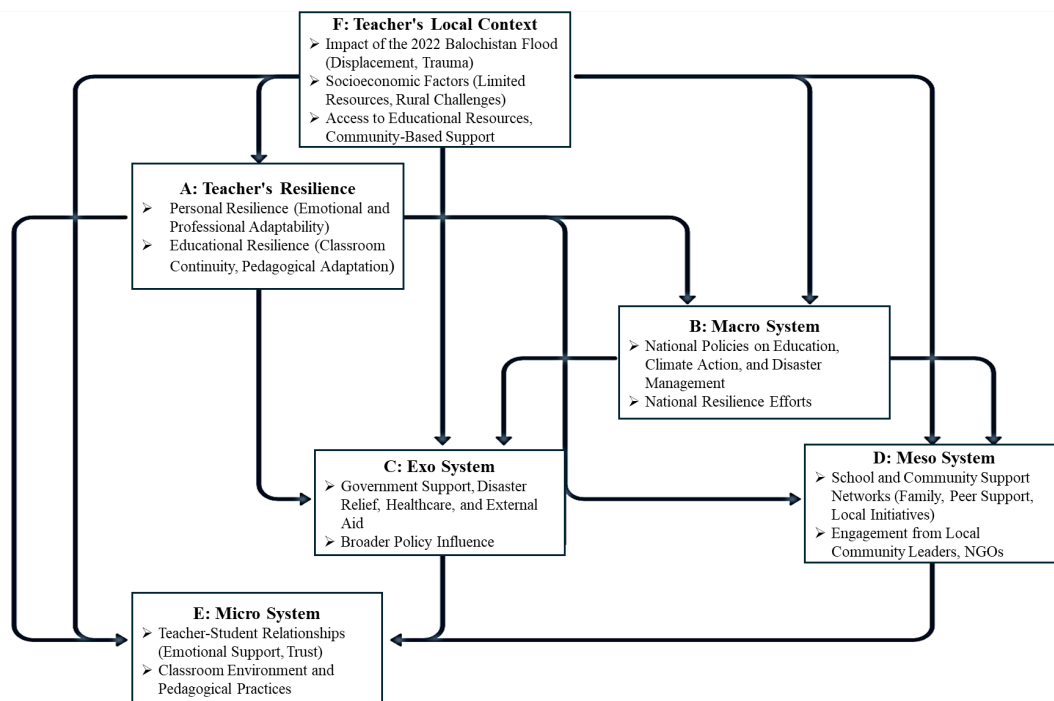 F: Teacher's Local Context
➢ Impact of the 2022 Balochistan Flood
(Displacement, Trauma)
➢ Socioeconomic Factors (Limited
Resources, Rural Challenges)
➢ Access to Educational Resources,
Community-Based Support
A: Teacher's Resilience
➢ Personal Resilience (Emotional and
Professional Adaptability)
➢ Educational Resilience (Classroom
Continuity, Pedagogical Adaptation)
B: Macro System
➢ National Policies on Education,
Climate Action, and Disaster
Management
➢ National Resilience Efforts
C: Exo System
➢ Government Support, Disaster
Relief, Healthcare, and External
Aid
➢ Broader Policy Influence
D: Meso System
➢ School and Community Support
Networks (Family, Peer Support,
Local Initiatives)
➢ Engagement from Local
Community Leaders, NGOs
E: Micro System
➢ Teacher-Student Relationships
(Emotional Support, Trust)
➢ Classroom Environment and
Pedagogical Practices